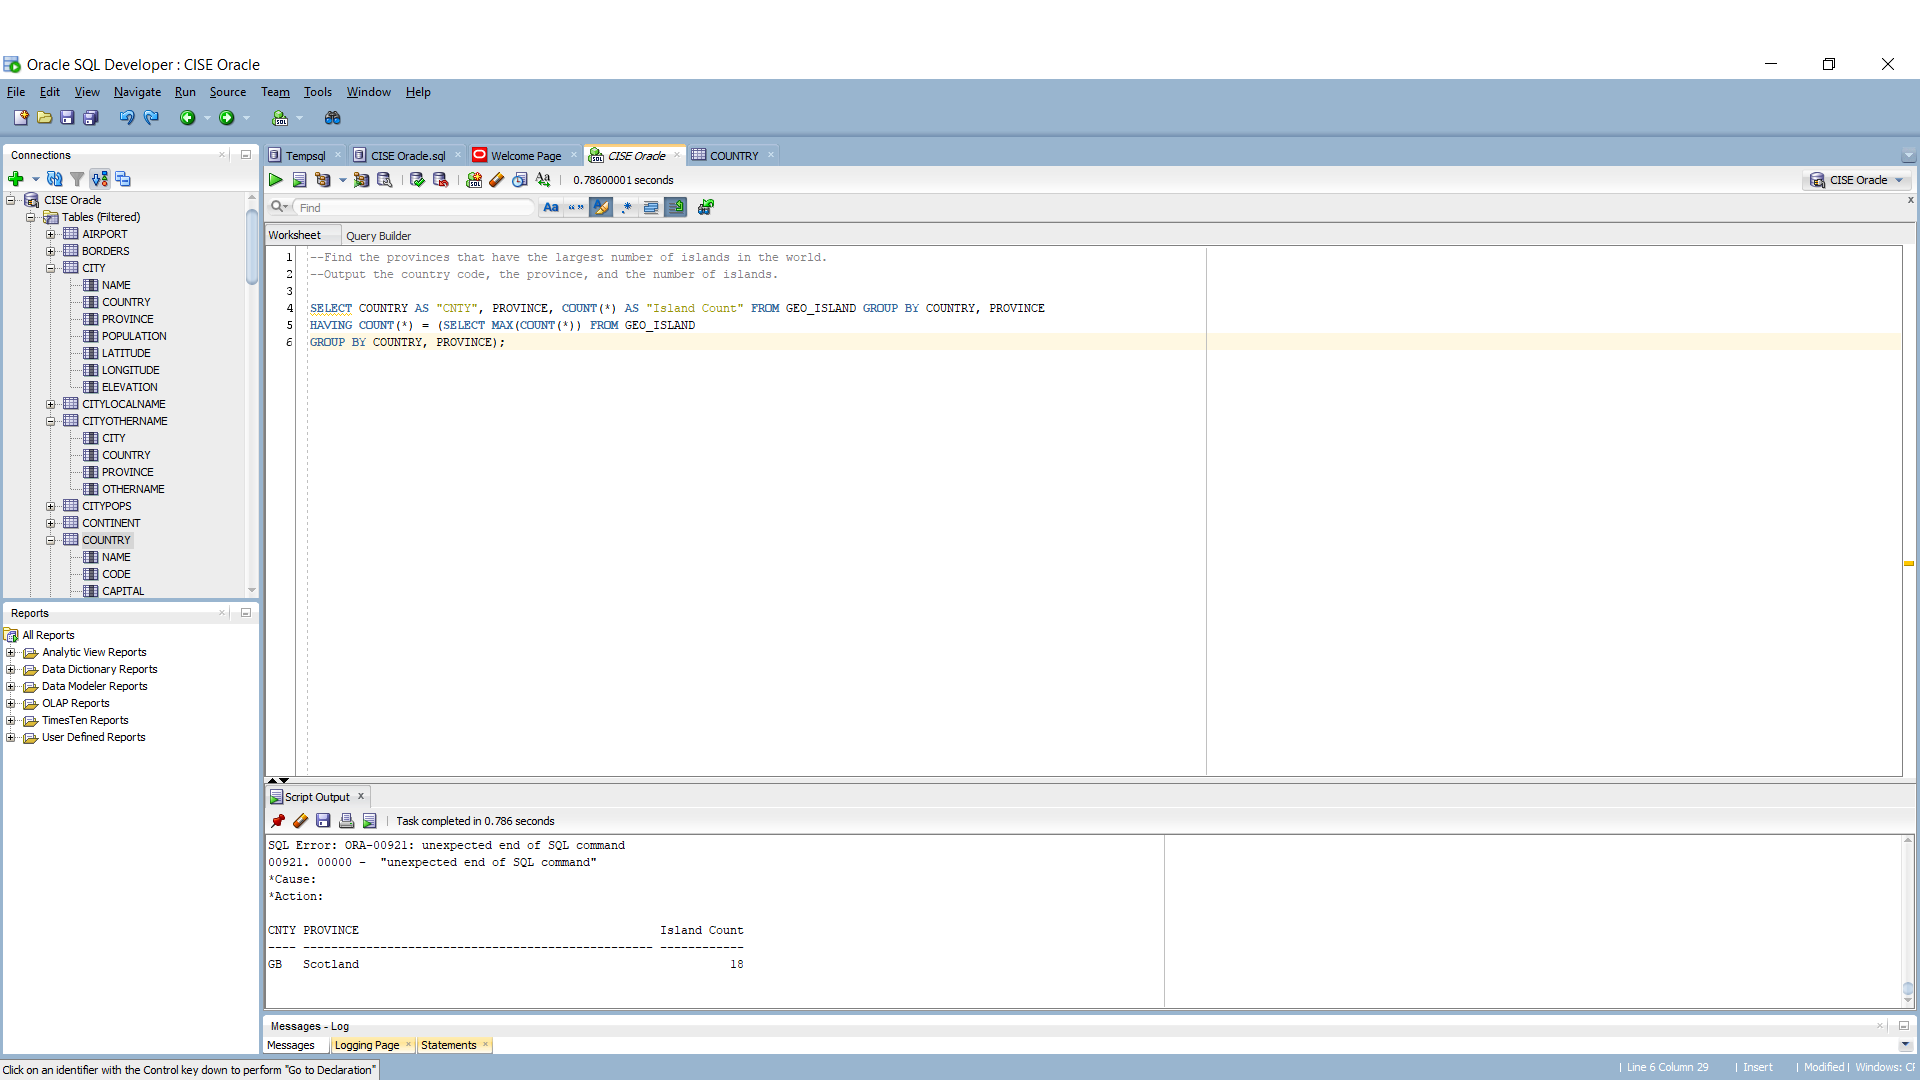 Oracle SQL Developer : CISE Oracle
File Edit View Navigate Run Source Team Tools Window Help
Connections
CISE Oracle
Tables (Filtered)
AIRPORT
BORDERS
CITY
NAME
COUNTRY
PROVINCE
POPULATION
LATITUDE
LONGITUDE
ELEVATION
CITYLOCALNAME
CITYOTHERNAME
CITY
COUNTRY
PROVINCE
OTHERNAME
CITYPOPS
CONTINENT
COUNTRY
NAME
CODE
CAPITAL
Reports
All Reports
Analytic View Reports
Data Dictionary Reports
Data Modeler Reports
OLAP Reports
TimesTen Reports
User Defined Reports
Tempsql CISE Oracle.sql Welcome Page CISE Oracle COUNTRY
0.78600001 seconds CISE Oracle
Find Aa “”
Worksheet Query Builder
1 --Find the provinces that have the largest number of islands in the world.
2 --Output the country code, the province, and the number of islands.
3
4 SELECT COUNTRY AS "CNTY", PROVINCE, COUNT(*) AS "Island Count" FROM GEO_ISLAND GROUP BY COUNTRY, PROVINCE
5 HAVING COUNT(*) = (SELECT MAX(COUNT(*)) FROM GEO_ISLAND
6 GROUP BY COUNTRY, PROVINCE);
Script Output x
Task completed in 0.786 seconds
SQL Error: ORA-00921: unexpected end of SQL command
00921. 00000 - "unexpected end of SQL command"
*Cause:
*Action:
CNTY PROVINCE Island Count
---- -------------------------------------------------- ------------
GB Scotland 18
Messages - Log
Messages Logging Page Statements
Click on an identifier with the Control key down to perform "Go to Declaration"
Line 6 Column 29 | Insert | Modified | Windows: CF